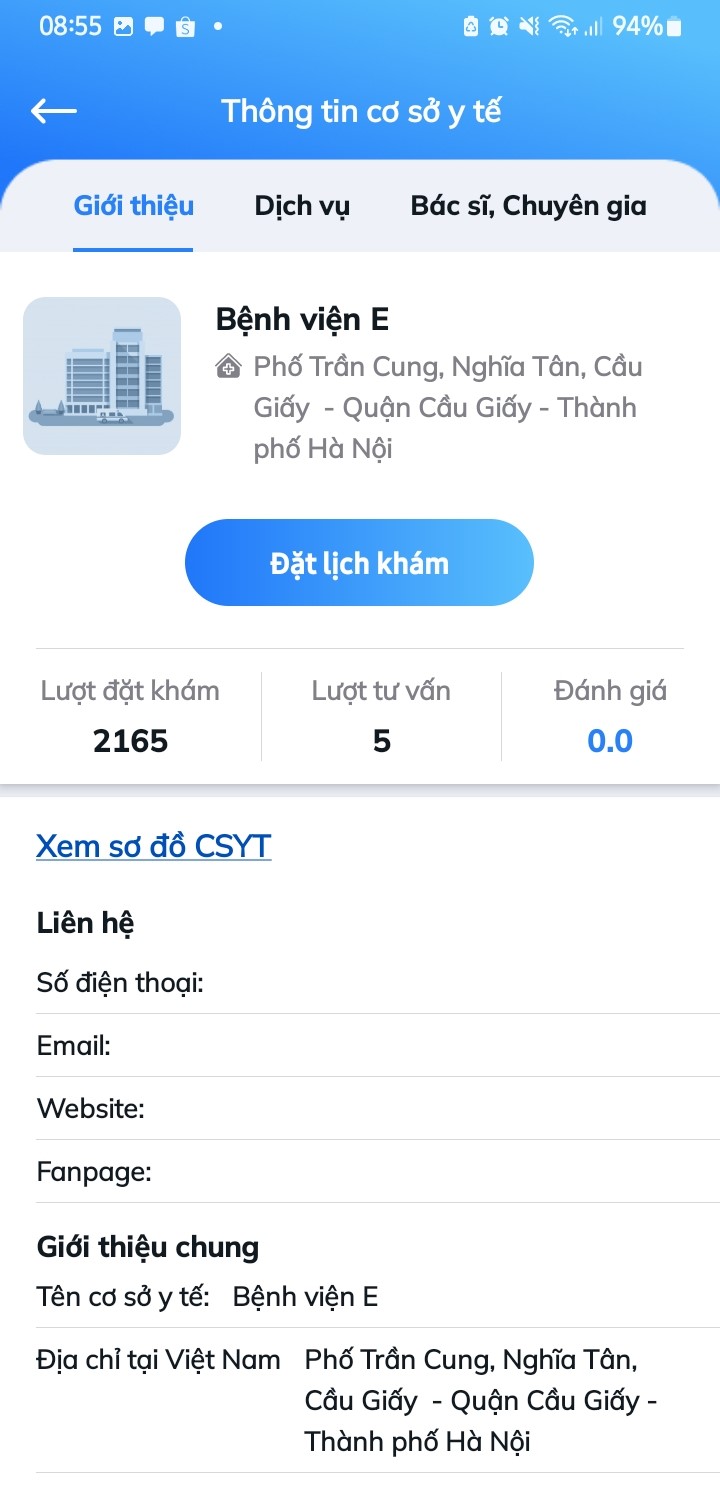 08:55
94%
Thông tin cơ sở y tế
Giới thiệu
Dịch vụ
Bác sĩ, Chuyên gia
Bệnh viện E
Phố Trần Cung, Nghĩa Tân, Cầu
Giấy - Quận Cầu Giấy - Thành
phố Hà Nội
Đặt lịch khám
Lượt đặt khám
2165
Lượt tư vấn
5
Đánh giá
0.0
Xem sơ đồ CSYT
Liên hệ
Số điện thoại:
Email:
Website:
Fanpage:
Giới thiệu chung
Tên cơ sở y tế: Bệnh viện E
Địa chỉ tại Việt Nam Phố Trần Cung, Nghĩa Tân,
Cầu Giấy - Quận Cầu Giấy -
Thành phố Hà Nội